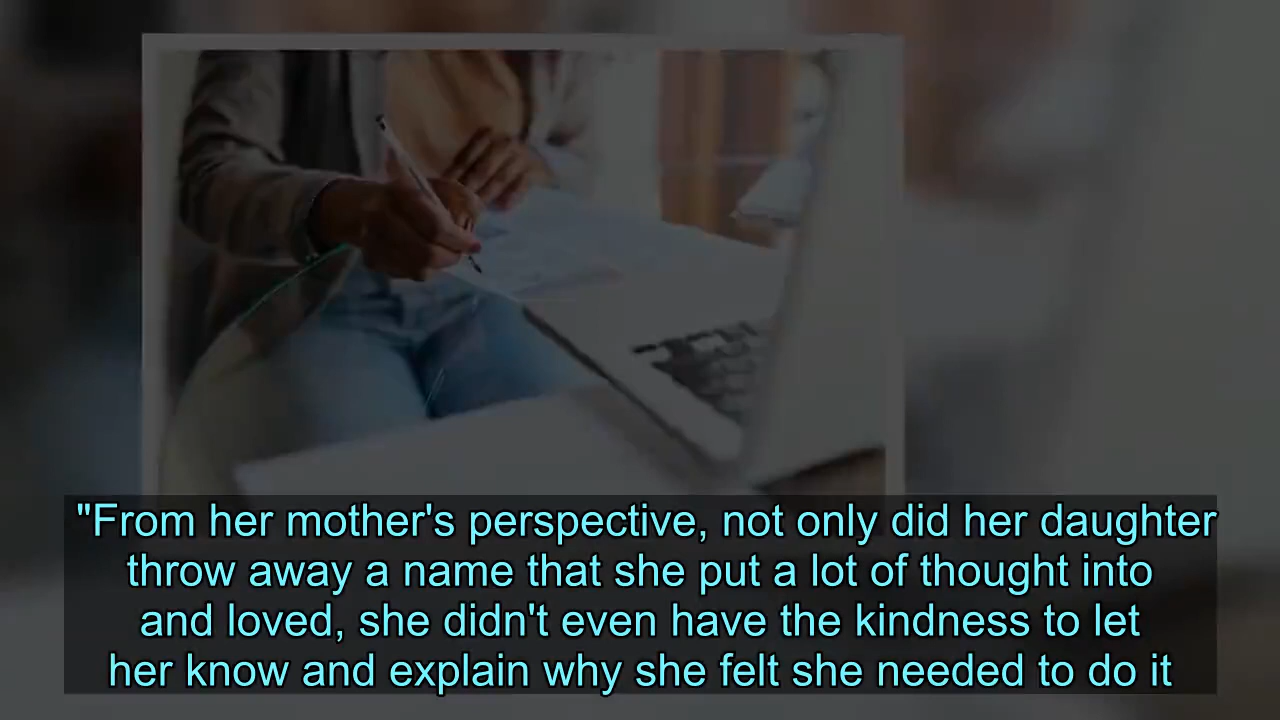 "From her mother's perspective, not only did her daughter
throw away a name that she put a lot of thought into
and loved, she didn't even have the kindness to let
her know and explain why she felt she needed to do it